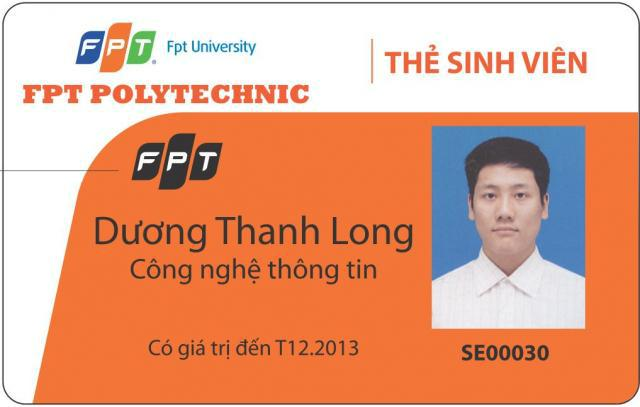 FPT Fpt University
FPT POLYTECHNIC
THẺ SINH VIÊN
FPT
Dương Thanh Long
Công nghệ thông tin
Có giá trị đến T12.2013
SE00030